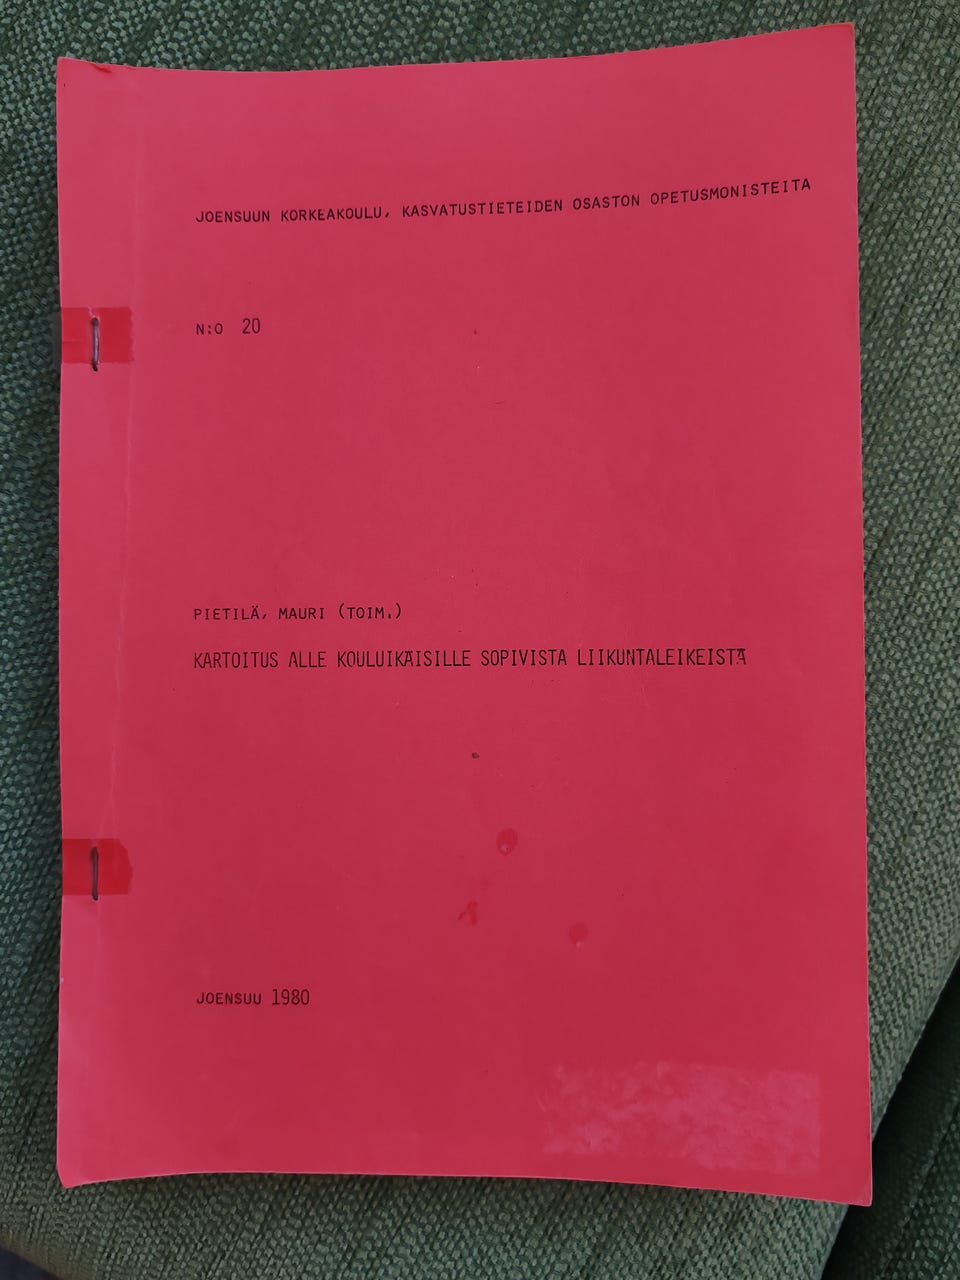 JOENSUUN KORKEAKOULU, KASVATUSTIETEIDEN OSASTON OPETUSMONISTEITA
N:O 20
PIETILÄ, MAURI (TOIM.)
KARTOITUS ALLE KOULUIKÄISILLE SOPIVISTA LIIKUNTALEIKEISTÄ
JOENSUU 1980